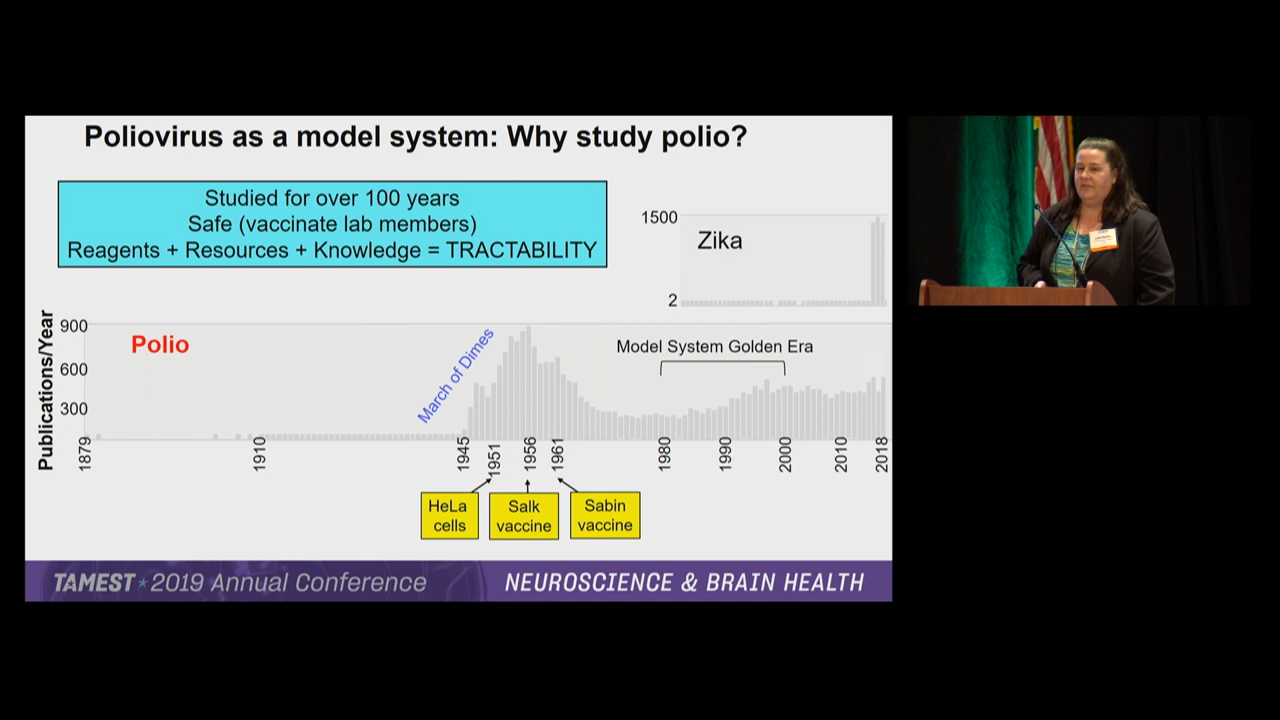 Poliovirus as a model system: Why study polio?
Studied for over 100 years
Safe (vaccinate lab members)
Reagents + Resources + Knowledge = TRACTABILITY
1500
Zika
2
Publications/Year
900
600
300
Polio
March of Dimes
Model System Golden Era
1879
1910
1945
1951
1956
1961
1980
1990
2000
2010
2018
HeLa
cells
Salk
vaccine
Sabin
vaccine
TAMEST★2019 Annual Conference
NEUROSCIENCE & BRAIN HEALTH